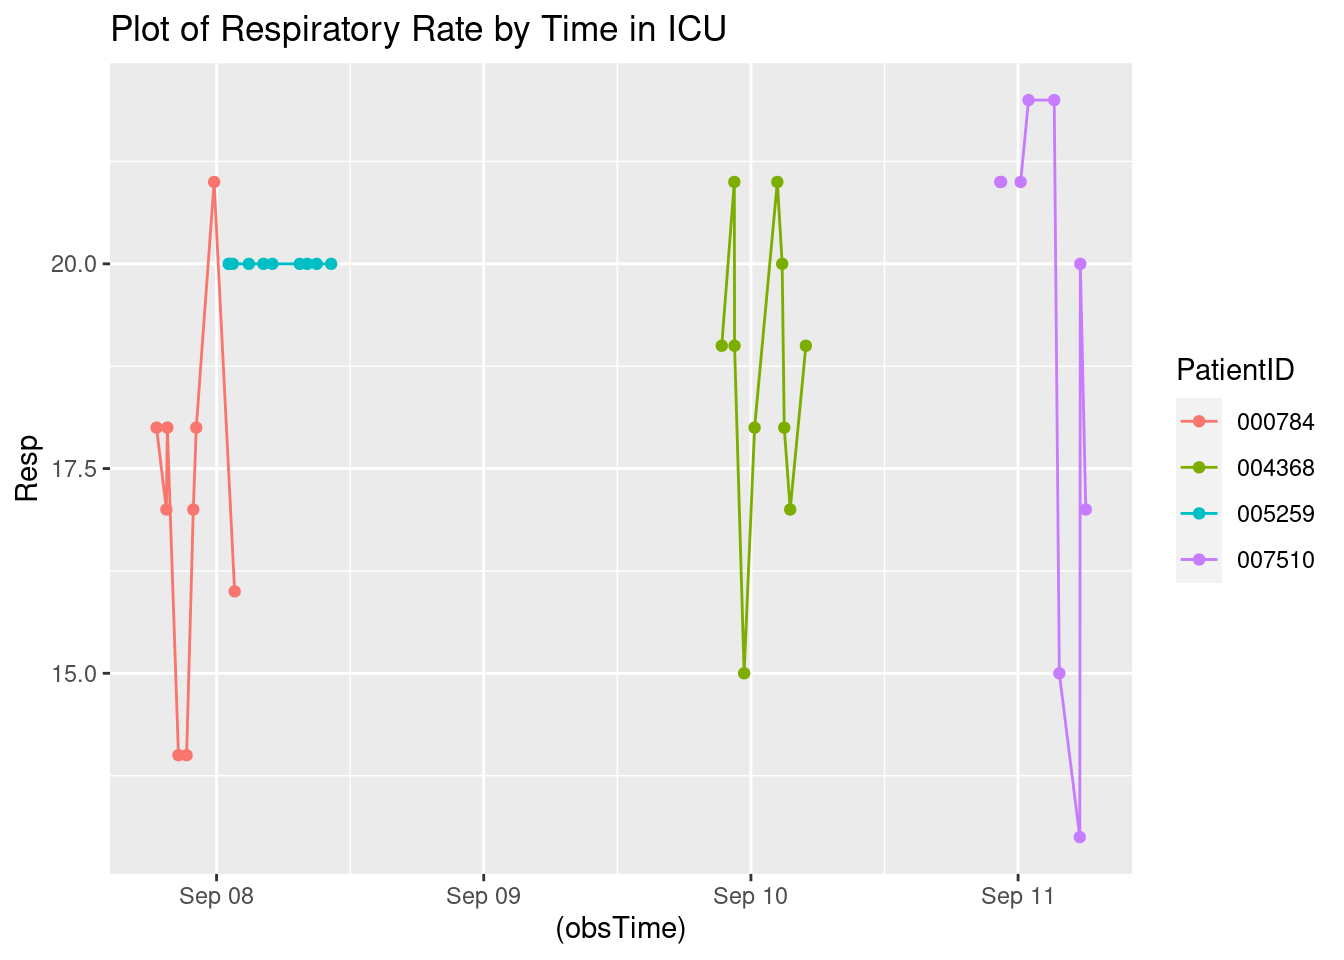 Plot of Respiratory Rate by Time in ICU
Resp
20.0
17.5
15.0
Sep 08
Sep 09
Sep 10
Sep 11
(obsTime)
PatientID
000784
004368
005259
007510